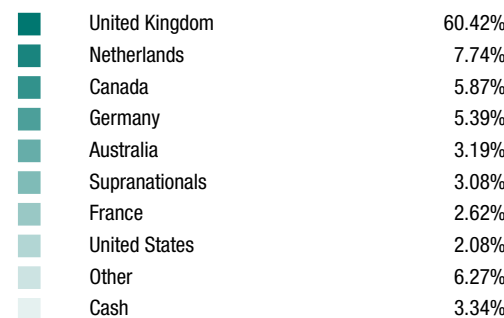 United Kingdom 60.42%
Netherlands 7.74%
Canada 5.87%
Germany 5.39%
Australia 3.19%
Supranationals 3.08%
France 2.62%
United States 2.08%
Other 6.27%
Cash 3.34%